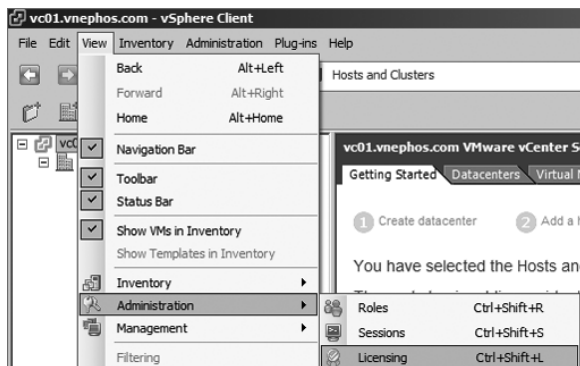 vc01.vnephos.com - vSphere Client
File Edit View Inventory Administration Plug-ins Help
Back Alt+Left
Forward Alt+Right
Home Alt+Home
Navigation Bar
Toolbar
Status Bar
Show VMs in Inventory
Show Templates in Inventory
Inventory
Administration
Management
Filtering
Roles Ctrl+Shift+R
Sessions Ctrl+Shift+S
Licensing Ctrl+Shift+L
Hosts and Clusters
vc01.vnephos.com VMware vCenter S
Getting Started Datacenters Virtual
1 Create datacenter 2 Add a
You have selected the Hosts an